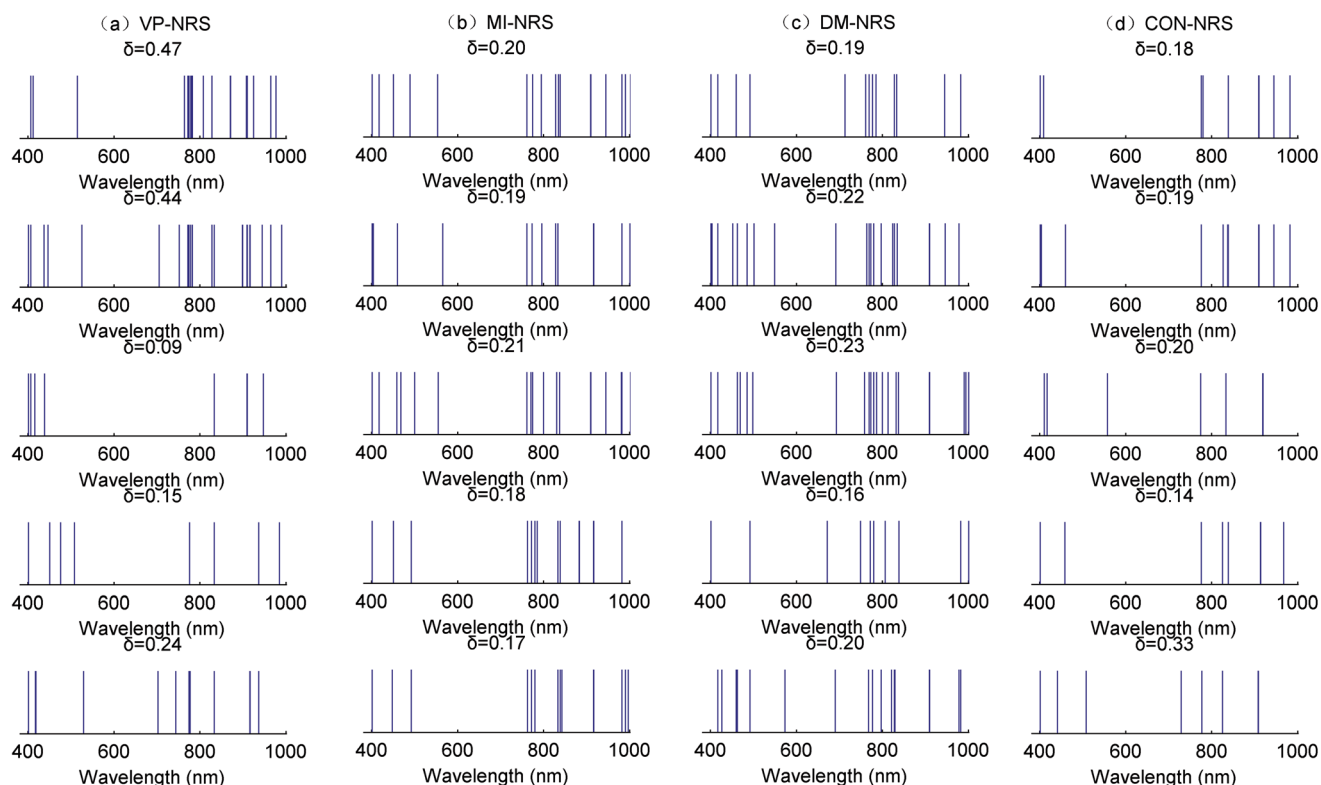 (a) VP-NRS (b) MI-NRS (c) DM-NRS (d) CON-NRS
δ=0.47 δ=0.20 δ=0.19 δ=0.18
400 600 800 1000 400 600 800 1000 400 600 800 1000 400 600 800 1000
Wavelength (nm) Wavelength (nm) Wavelength (nm) Wavelength (nm)
δ=0.44 δ=0.19 δ=0.22 δ=0.19
400 600 800 1000 400 600 800 1000 400 600 800 1000 400 600 800 1000
Wavelength (nm) Wavelength (nm) Wavelength (nm) Wavelength (nm)
δ=0.09 δ=0.21 δ=0.23 δ=0.20
400 600 800 1000 400 600 800 1000 400 600 800 1000 400 600 800 1000
Wavelength (nm) Wavelength (nm) Wavelength (nm) Wavelength (nm)
δ=0.15 δ=0.18 δ=0.16 δ=0.14
400 600 800 1000 400 600 800 1000 400 600 800 1000 400 600 800 1000
Wavelength (nm) Wavelength (nm) Wavelength (nm) Wavelength (nm)
δ=0.24 δ=0.17 δ=0.20 δ=0.33
400 600 800 1000 400 600 800 1000 400 600 800 1000 400 600 800 1000
Wavelength (nm) Wavelength (nm) Wavelength (nm) Wavelength (nm)